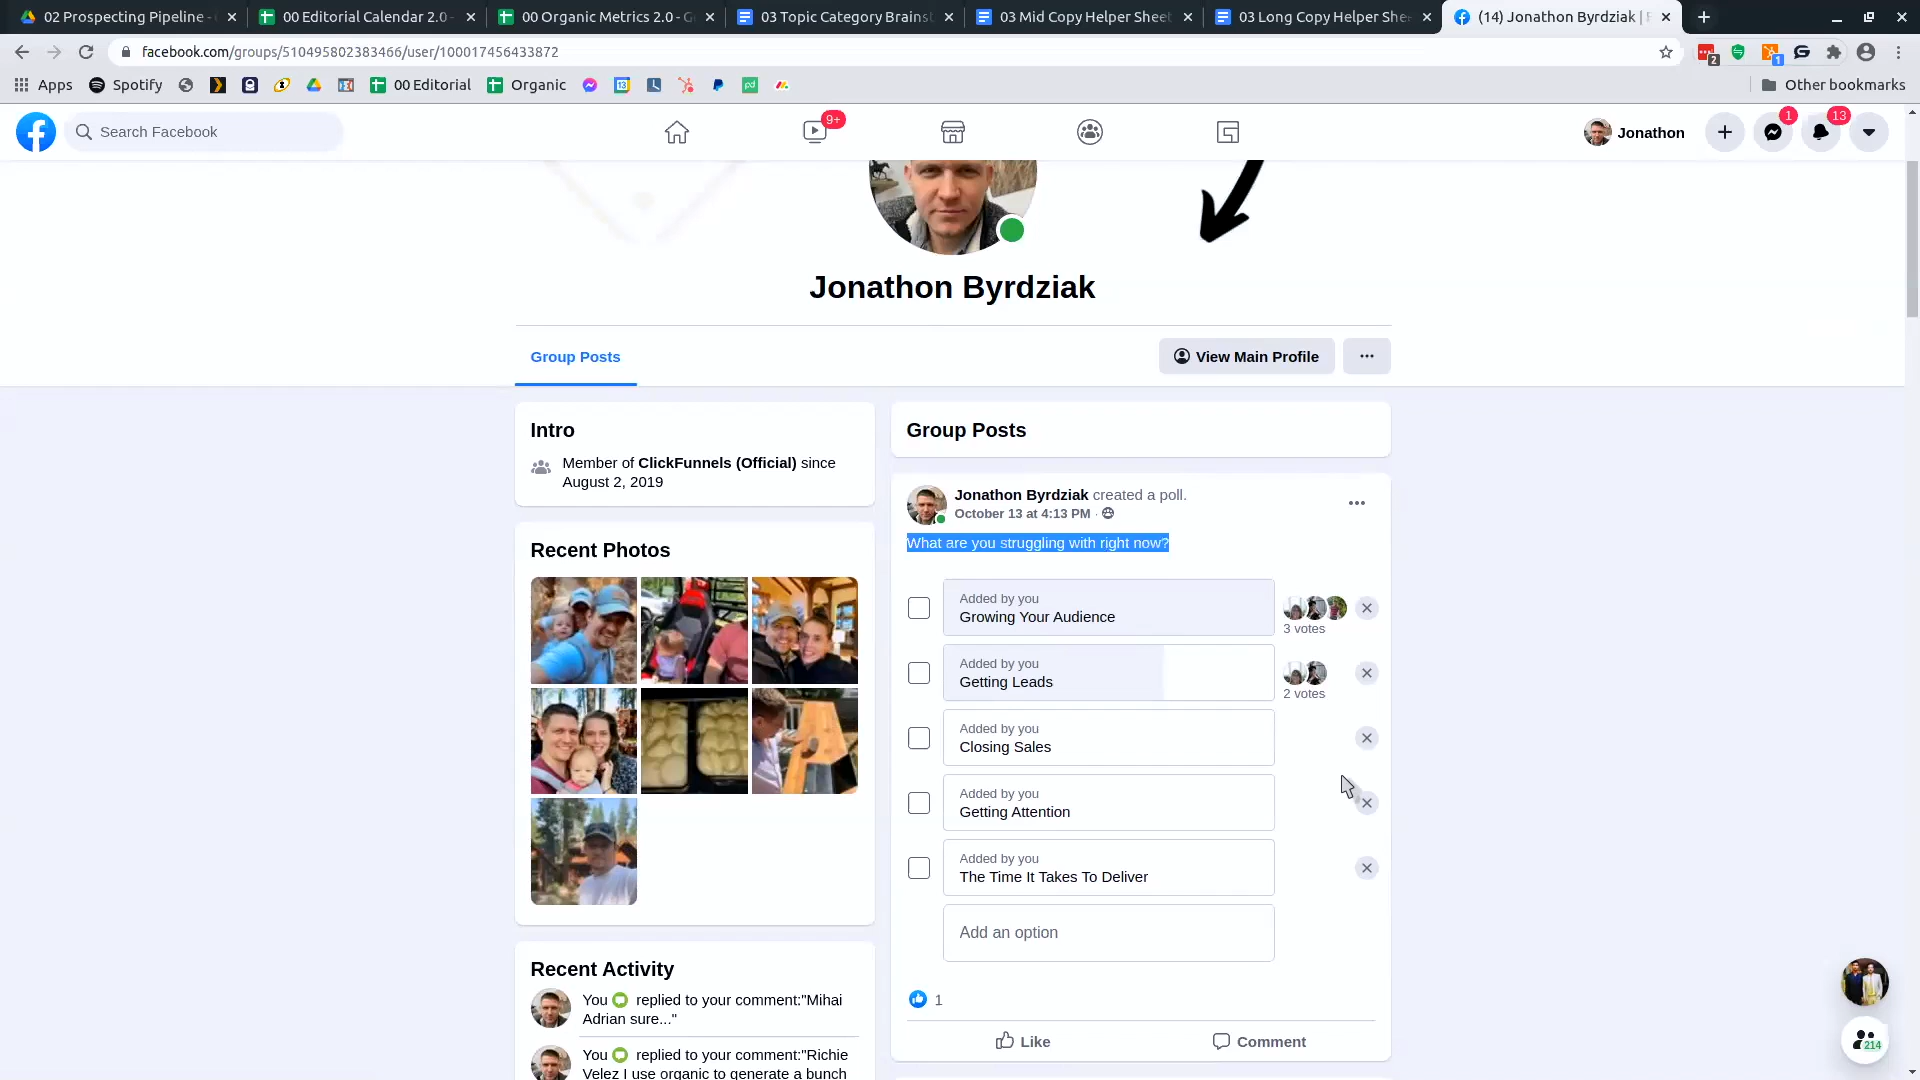 02 Prospecting Pipeline -
00 Editorial Calendar 2.0 -
00 Organic Metrics 2.0 - G
03 Topic Category Brainst
03 Mid Copy Helper Sheet
03 Long Copy Helper She
(14) Jonathon Byrdziak | F
facebook.com/groups/510495802383466/user/100017456433872
2
1
Apps
Spotify
13
00 Editorial
Organic
pd
Other bookmarks
Search Facebook
9+
Jonathon
1
13
Jonathon Byrdziak
Group Posts
View Main Profile
Intro
Member of ClickFunnels (Official) since
August 2, 2019
Recent Photos
Recent Activity
You replied to your comment:"Mihai
Adrian sure..."
You replied to your comment:"Richie
Velez I use organic to generate a bunch
Group Posts
Jonathon Byrdziak created a poll.
October 13 at 4:13 PM ·
What are you struggling with right now?
Added by you
Growing Your Audience
3 votes
Added by you
Getting Leads
2 votes
Added by you
Closing Sales
Added by you
Getting Attention
Added by you
The Time It Takes To Deliver
Add an option
1
Like
Comment
214